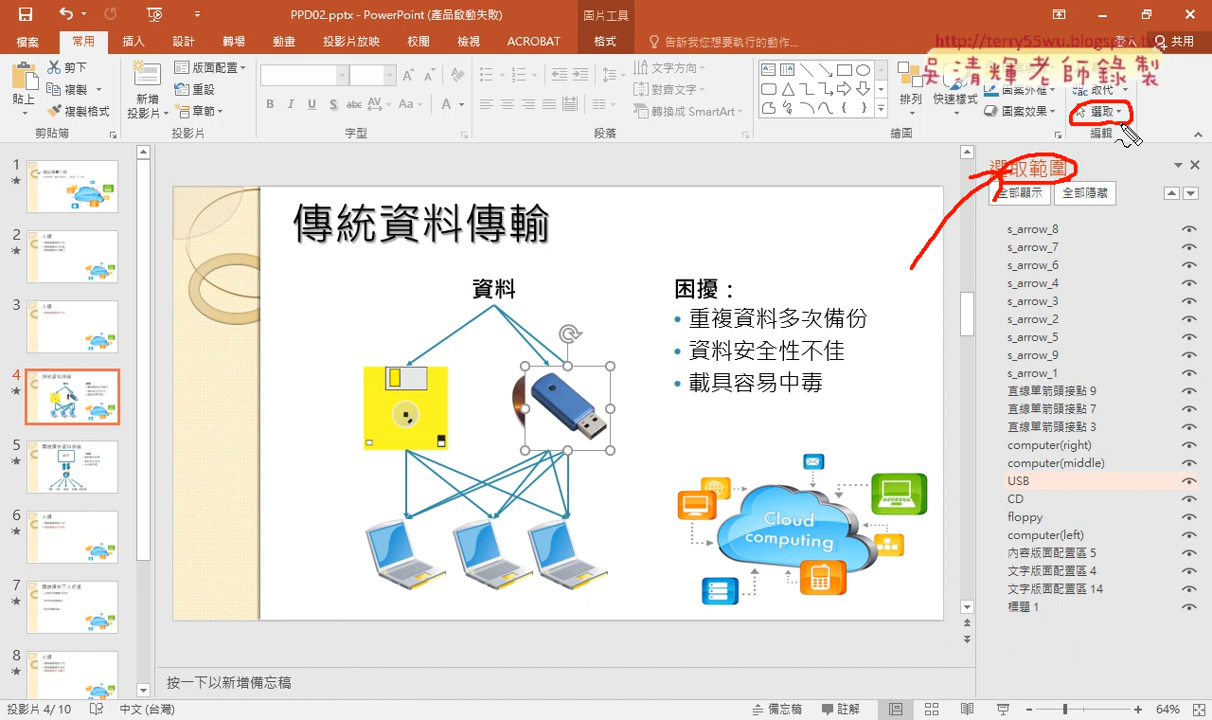 PPD02.pptx - PowerPoint (產品啟動失敗)
圖片工具
檔案
常用
插入
設計
轉場
動畫
投影片放映
校閱
檢視
ACROBAT
格式
告訴我您想要執行的動作...
登入
共用
http://terry55wu.blogspot.tw
吳清輝老師錄製
貼上
剪下
複製
複製格式
剪貼簿
新增
投影片
版面配置
重設
章節
投影片
B I U S abc AV Aa A
字型
文字方向
對齊文字
轉換成 SmartArt
段落
排列
快速樣式
圖案外框
圖案效果
繪圖
取代
選取
編輯
1
2
3
4
5
6
7
8
傳統資料傳輸
資料
困擾：
• 重複資料多次備份
• 資料安全性不佳
• 載具容易中毒
Cloud
computing
選取範圍
全部顯示
全部隱藏
s_arrow_8
s_arrow_7
s_arrow_6
s_arrow_4
s_arrow_3
s_arrow_2
s_arrow_5
s_arrow_9
s_arrow_1
直線單箭頭接點 9
直線單箭頭接點 7
直線單箭頭接點 3
computer(right)
computer(middle)
USB
CD
floppy
computer(left)
內容版面配置區 5
文字版面配置區 4
文字版面配置區 14
標題 1
按一下以新增備忘稿
投影片 4/10
中文 (台灣)
備忘稿
註解
64%